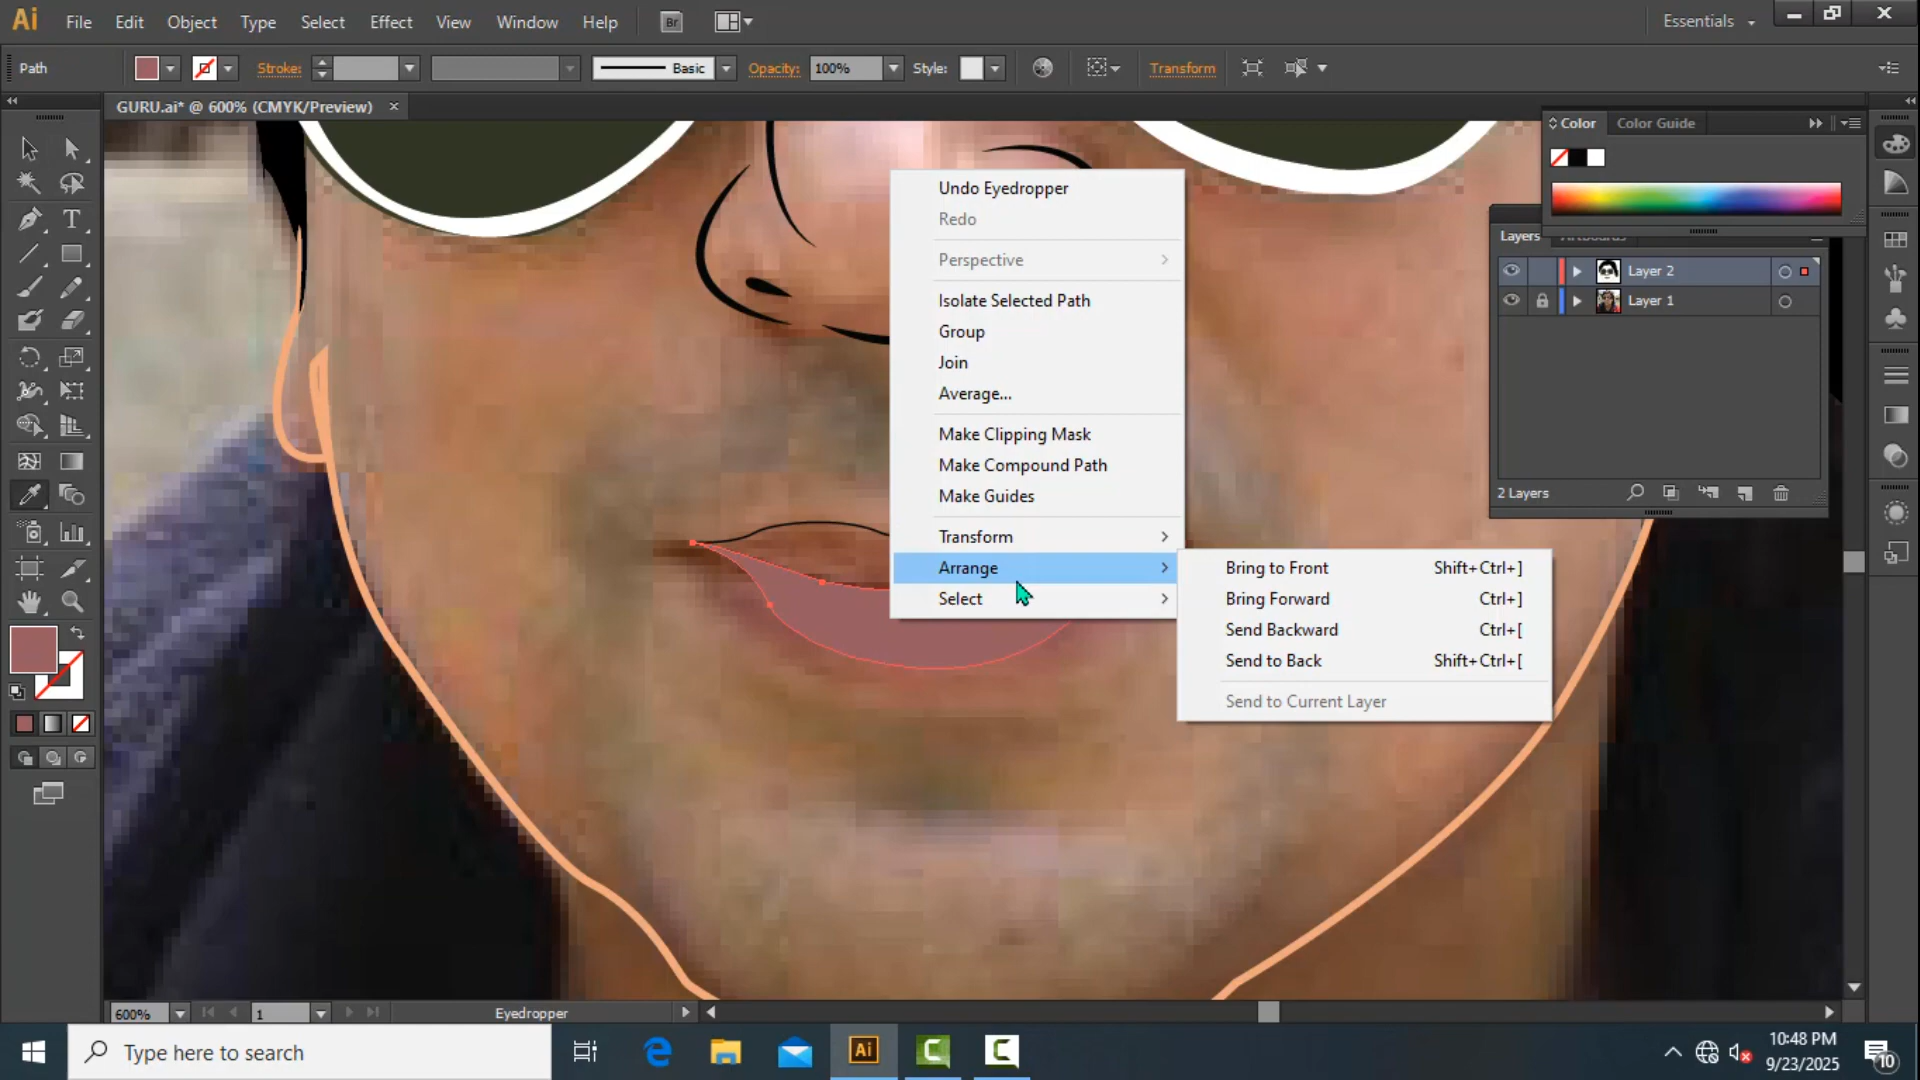 Ai File Edit Object Type Select Effect View Window Help Br Essentials
Path Stroke: Basic Opacity: 100% Style: Transform
GURU.ai* @ 600% (CMYK/Preview)
Color Color Guide
Layers
Layer 2
Layer 1
2 Layers
Undo Eyedropper
Redo
Perspective
Isolate Selected Path
Group
Join
Average...
Make Clipping Mask
Make Compound Path
Make Guides
Transform
Arrange
Select
Bring to Front Shift+Ctrl+]
Bring Forward Ctrl+]
Send Backward Ctrl+[
Send to Back Shift+Ctrl+[
Send to Current Layer
600% 1 Eyedropper
Type here to search
Ai
10:48 PM
9/23/2025
10